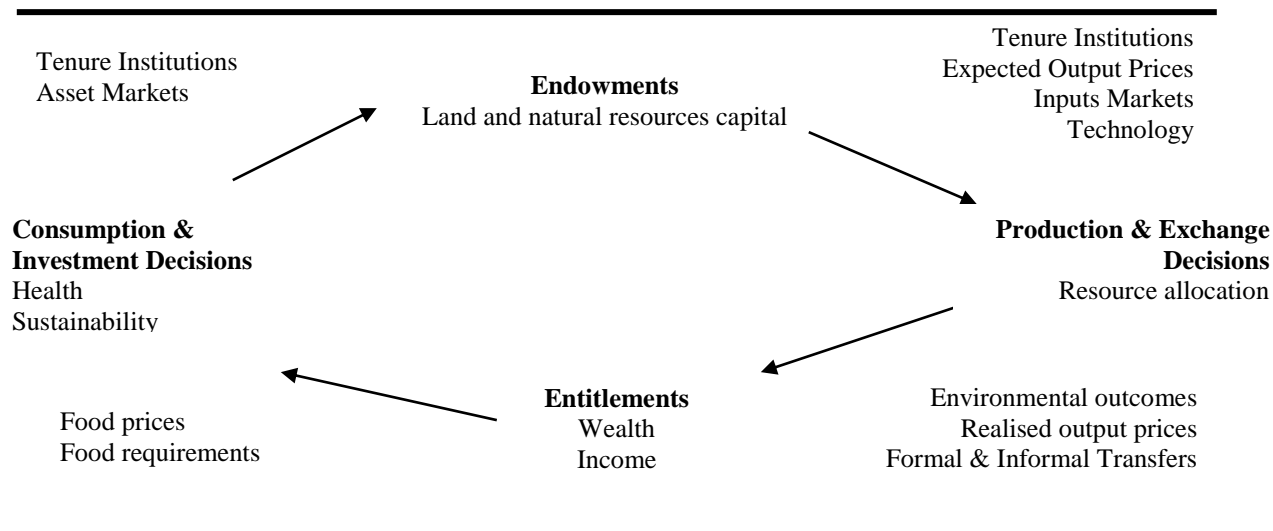 Tenure Institutions
Asset Markets
Endowments
Land and natural resources capital
Tenure Institutions
Expected Output Prices
Inputs Markets
Technology
Consumption &
Investment Decisions
Health
Sustainability
Production & Exchange
Decisions
Resource allocation
Food prices
Food requirements
Entitlements
Wealth
Income
Environmental outcomes
Realised output prices
Formal & Informal Transfers